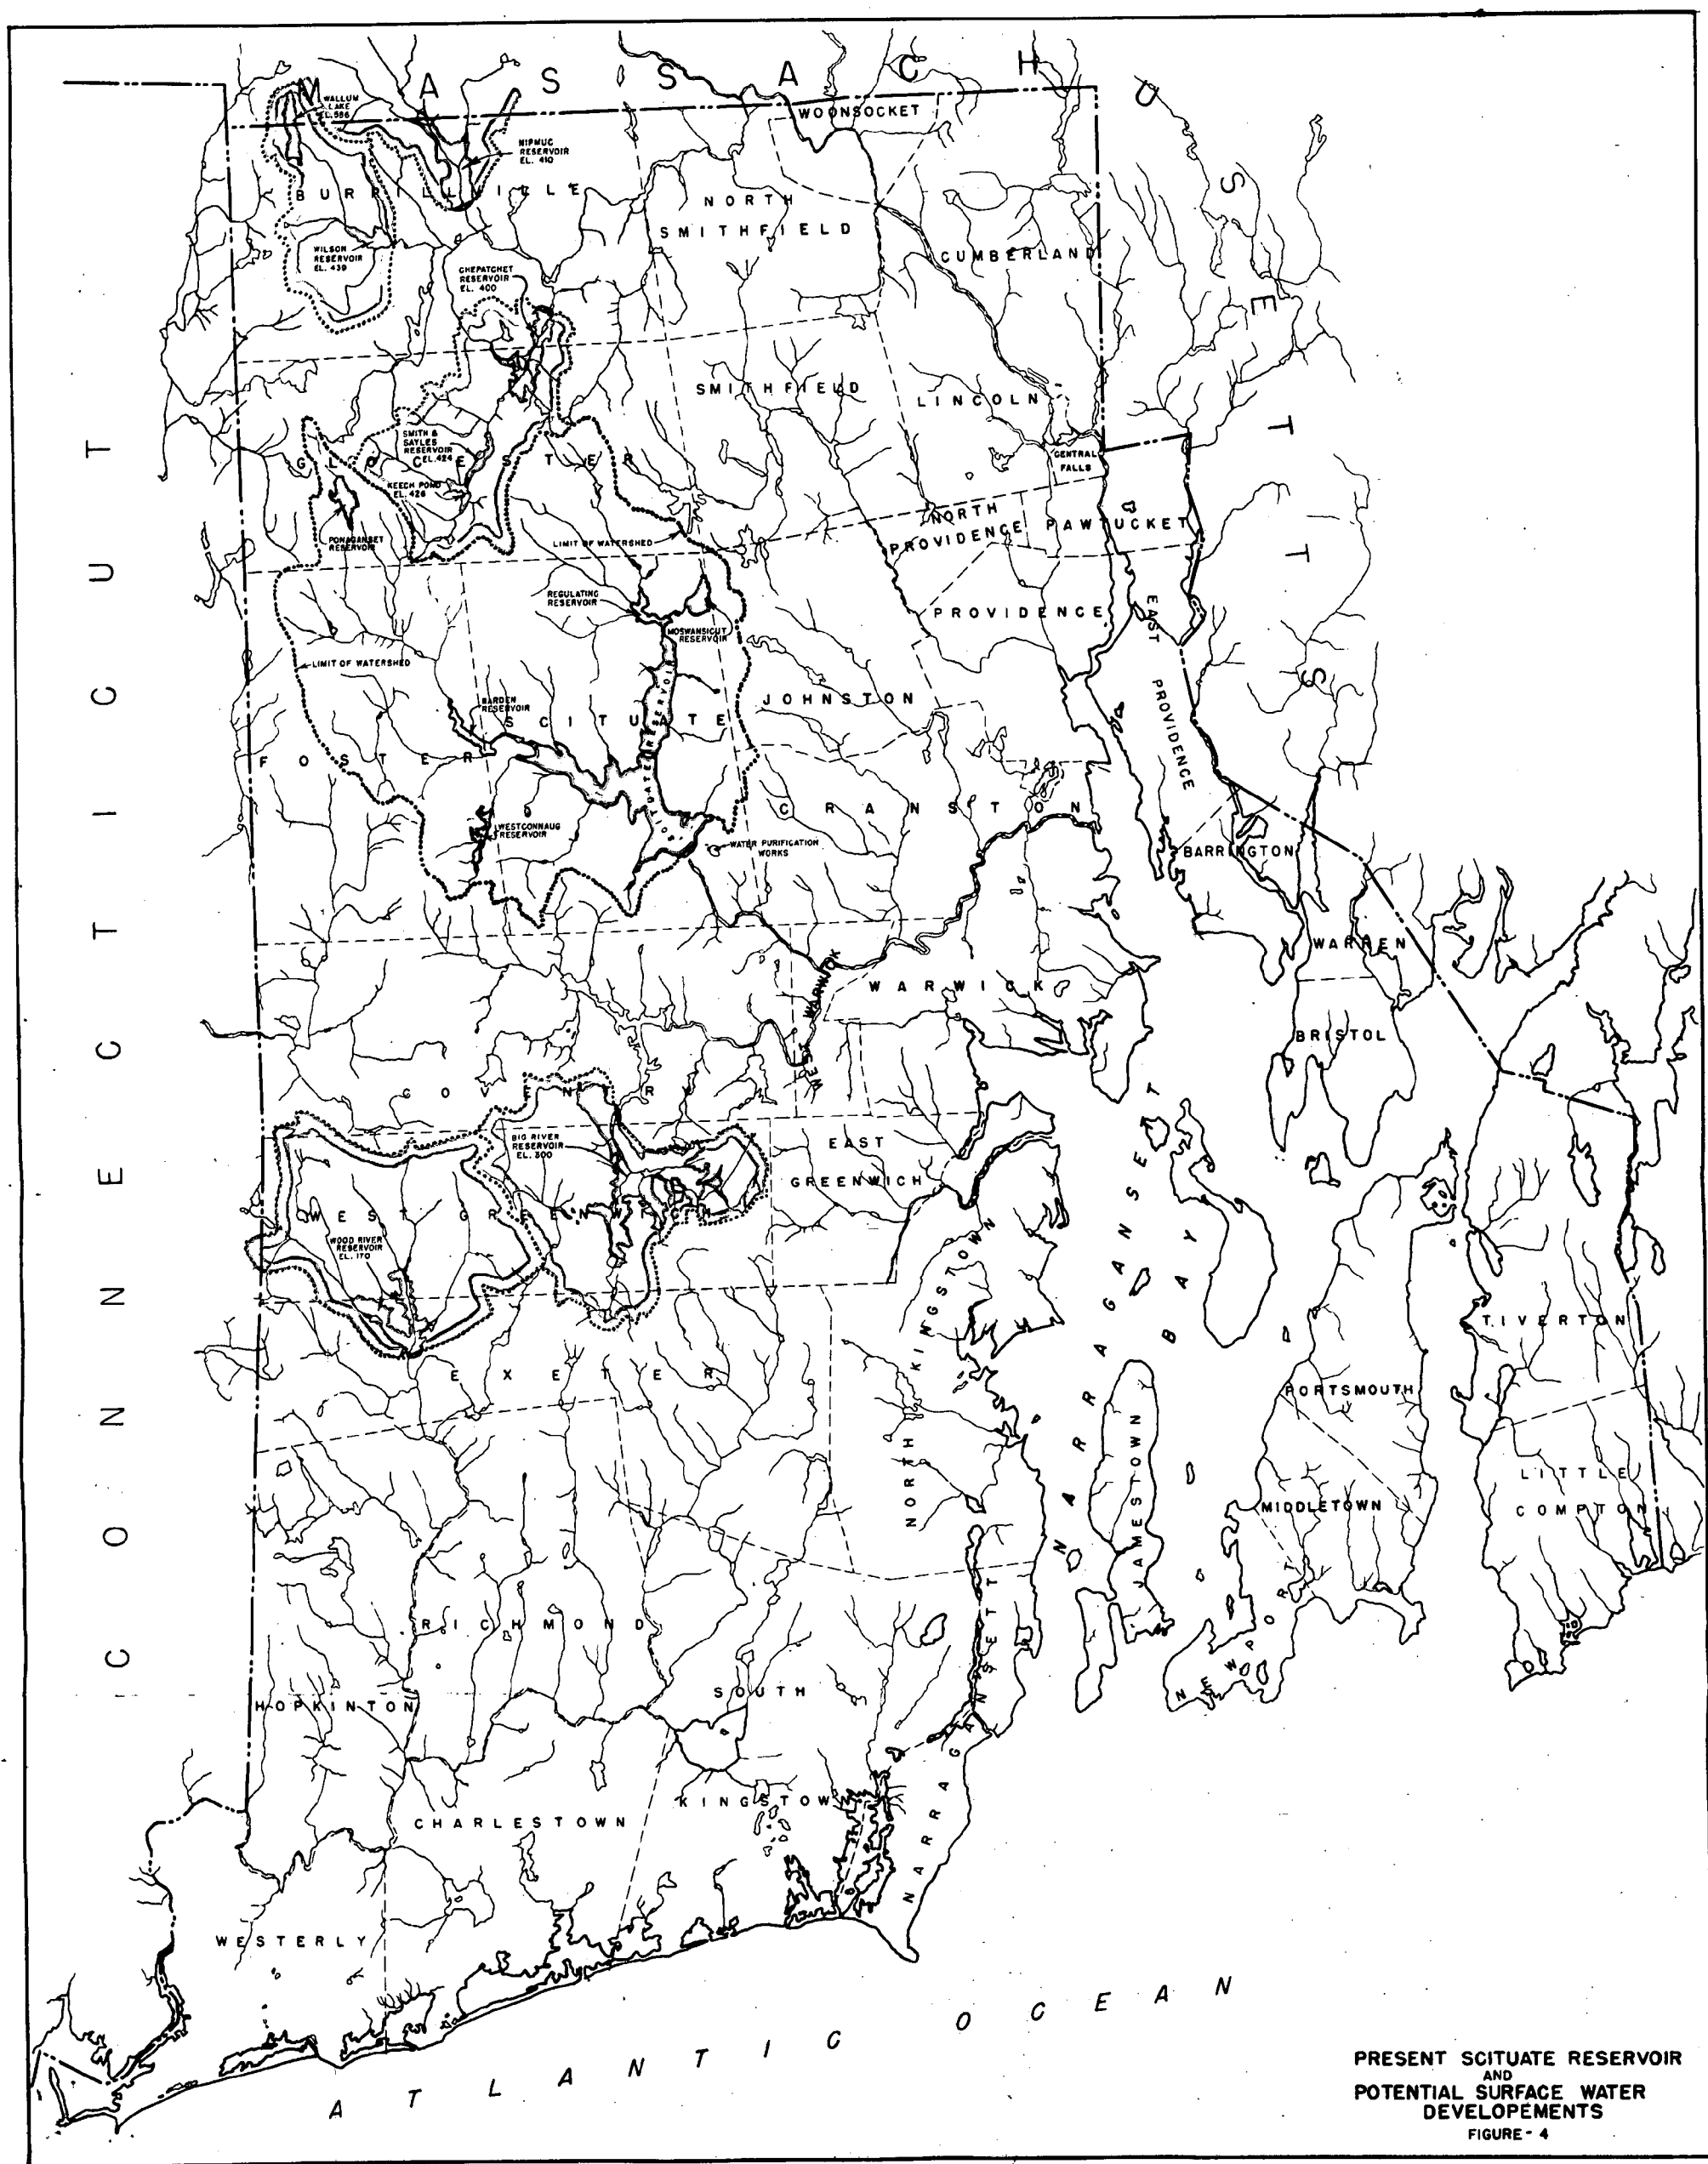 MASSACHUSETTS
CONNECTICUT
WALLUM
LAKE
EL.586
WOONSOCKET
NIPMUC
RESERVOIR
EL. 410
BURRILLVILLE
NORTH
SMITHFIELD
WILSON
RESERVOIR
EL. 439
CUMBERLAND
CHEPATCHET
RESERVOIR
EL. 400
SMITHFIELD
LINCOLN
SMITH &
SAYLES
RESERVOIR
EL.424
GLOCESTER
CENTRAL
FALLS
KEECH POND
EL. 426
PONAGANSET
RESERVOIR
LIMIT OF WATERSHED
NORTH
PROVIDENCE
PAWTUCKET
REGULATING
RESERVOIR
MOSWANSICUT
RESERVOIR
PROVIDENCE
EAST
PROVIDENCE
LIMIT OF WATERSHED
JOHNSTON
BARDEN
RESERVOIR
SCITUATE
SCITUATE RESERVOIR
FOSTER
CRANSTON
WESTCONNAUG
RESERVOIR
WATER PURIFICATION
WORKS
BARRINGTON
WARREN
WEST WARWICK
WARWICK
BRISTOL
COVENTRY
BIG RIVER
RESERVOIR
EL. 300
EAST
GREENWICH
WEST GREENWICH
WOOD RIVER
RESERVOIR
EL. 170
NORTH KINGSTOWN
NARRAGANSET
BAY
TIVERTON
EXETER
PORTSMOUTH
JAMESTOWN
LITTLE
COMPTON
MIDDLETOWN
RICHMOND
NEWPORT
HOPKINTON
SOUTH
KINGSTOWN
NARRAGANSETT
CHARLESTOWN
WESTERLY
ATLANTIC OCEAN
PRESENT SCITUATE RESERVOIR
AND
POTENTIAL SURFACE WATER
DEVELOPEMENTS
FIGURE - 4